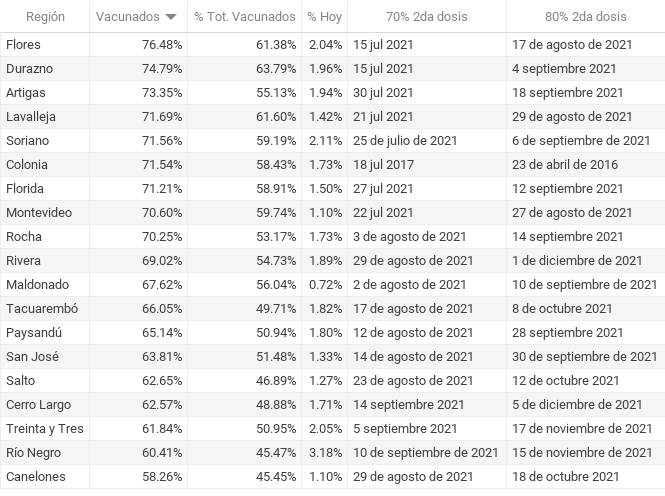 Región Vacunados % Tot. Vacunados % Hoy 70% 2da dosis 80% 2da dosis
Flores 76.48% 61.38% 2.04% 15 jul 2021 17 de agosto de 2021
Durazno 74.79% 63.79% 1.96% 15 jul 2021 4 septiembre 2021
Artigas 73.35% 55.13% 1.94% 30 jul 2021 18 septiembre 2021
Lavalleja 71.69% 61.60% 1.42% 21 jul 2021 29 de agosto de 2021
Soriano 71.56% 59.19% 2.11% 25 de julio de 2021 6 de septiembre de 2021
Colonia 71.54% 58.43% 1.73% 18 jul 2017 23 de abril de 2016
Florida 71.21% 58.91% 1.50% 27 jul 2021 12 septiembre 2021
Montevideo 70.60% 59.74% 1.10% 22 jul 2021 27 de agosto de 2021
Rocha 70.25% 53.17% 1.73% 3 de agosto de 2021 14 septiembre 2021
Rivera 69.02% 54.73% 1.89% 29 de agosto de 2021 1 de diciembre de 2021
Maldonado 67.62% 56.04% 0.72% 2 de agosto de 2021 10 de septiembre de 2021
Tacuarembó 66.05% 49.71% 1.82% 17 de agosto de 2021 8 de octubre de 2021
Paysandú 65.14% 50.94% 1.80% 12 de agosto de 2021 28 septiembre 2021
San José 63.81% 51.48% 1.33% 14 de agosto de 2021 30 de septiembre de 2021
Salto 62.65% 46.89% 1.27% 23 de agosto de 2021 12 de octubre 2021
Cerro Largo 62.57% 48.88% 1.71% 14 septiembre 2021 5 de diciembre de 2021
Treinta y Tres 61.84% 50.95% 2.05% 5 septiembre 2021 17 de noviembre de 2021
Río Negro 60.41% 45.47% 3.18% 10 de septiembre de 2021 15 de noviembre de 2021
Canelones 58.26% 45.45% 1.10% 29 de agosto de 2021 18 de octubre de 2021